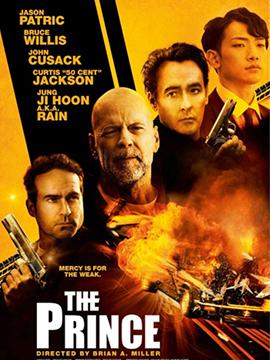 JASON
PATRIC
BRUCE
WILLIS
JOHN
CUSACK
CURTIS "50 CENT"
JACKSON
JUNG
JI HOON
A.K.A.
RAIN
MERCY IS FOR
THE WEAK.
THE
PRINCE
DIRECTED BY BRIAN A. MILLER